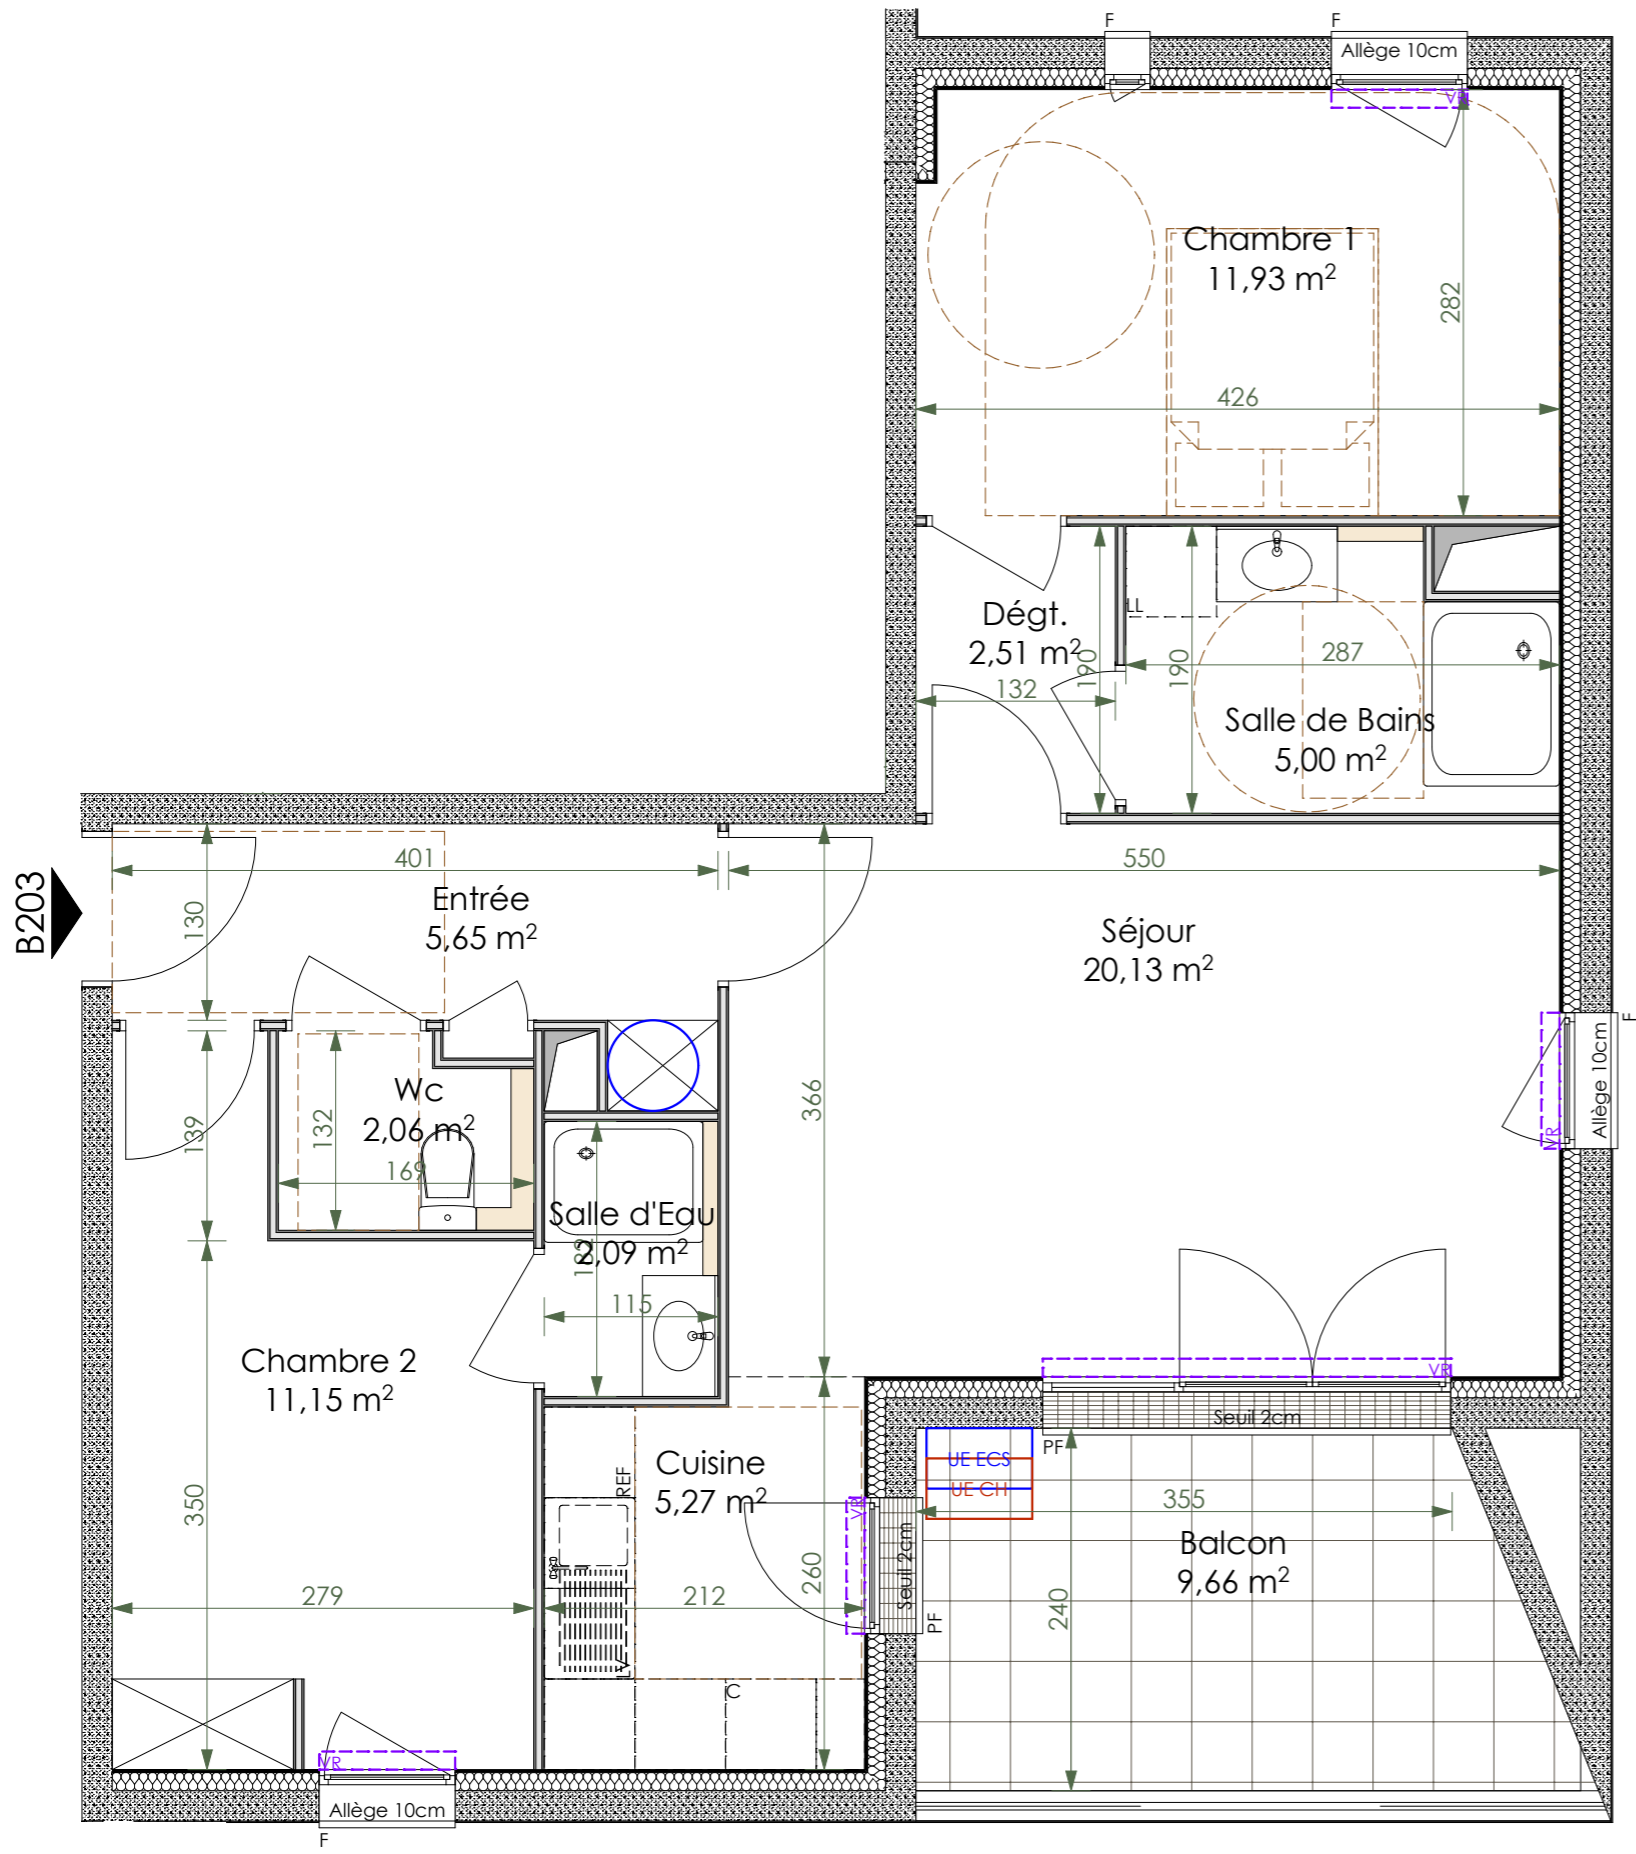 F
F
Allège 10cm
VR
Chambre 1
11,93 m²
282
426
Dégt.
2,51 m²
190
132
LL
190
287
Salle de Bains
5,00 m²
B203
401
550
130
Entrée
5,65 m²
Séjour
20,13 m²
F
Allège 10cm
VR
139
132
Wc
2,06 m²
169
366
Salle d'Eau
2,09 m²
115
Chambre 2
11,15 m²
VR
Seuil 2cm
PF
UE ECS
UE CH
355
Cuisine
5,27 m²
REF
VR
Seuil 2cm
PF
350
260
240
Balcon
9,66 m²
279
212
LV
C
VR
Allège 10cm
F